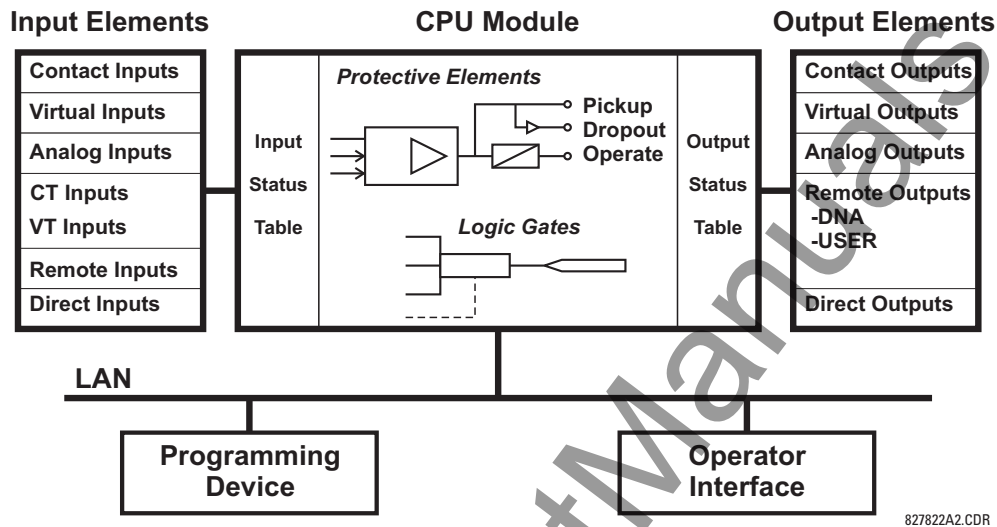 Input Elements
CPU Module
Output Elements
Contact Inputs
Virtual Inputs
Analog Inputs
CT Inputs
VT Inputs
Remote Inputs
Direct Inputs
Input
Status
Table
Protective Elements
Pickup
Dropout
Operate
Logic Gates
Output
Status
Table
Contact Outputs
Virtual Outputs
Analog Outputs
Remote Outputs
-DNA
-USER
Direct Outputs
LAN
Programming
Device
Operator
Interface
827822A2.CDR
tManuals